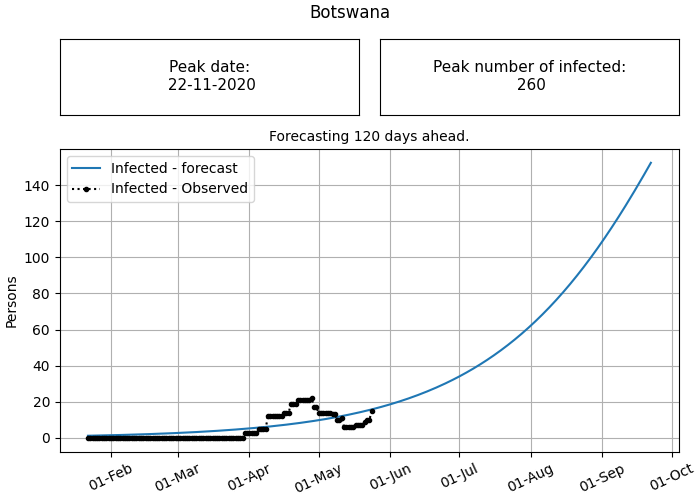 Botswana
Peak date:
22-11-2020
Peak number of infected:
260
Forecasting 120 days ahead.
Infected - forecast
Infected - Observed
Persons
140
120
100
80
60
40
20
0
01-Feb
01-Mar
01-Apr
01-May
01-Jun
01-Jul
01-Aug
01-Sep
01-Oct